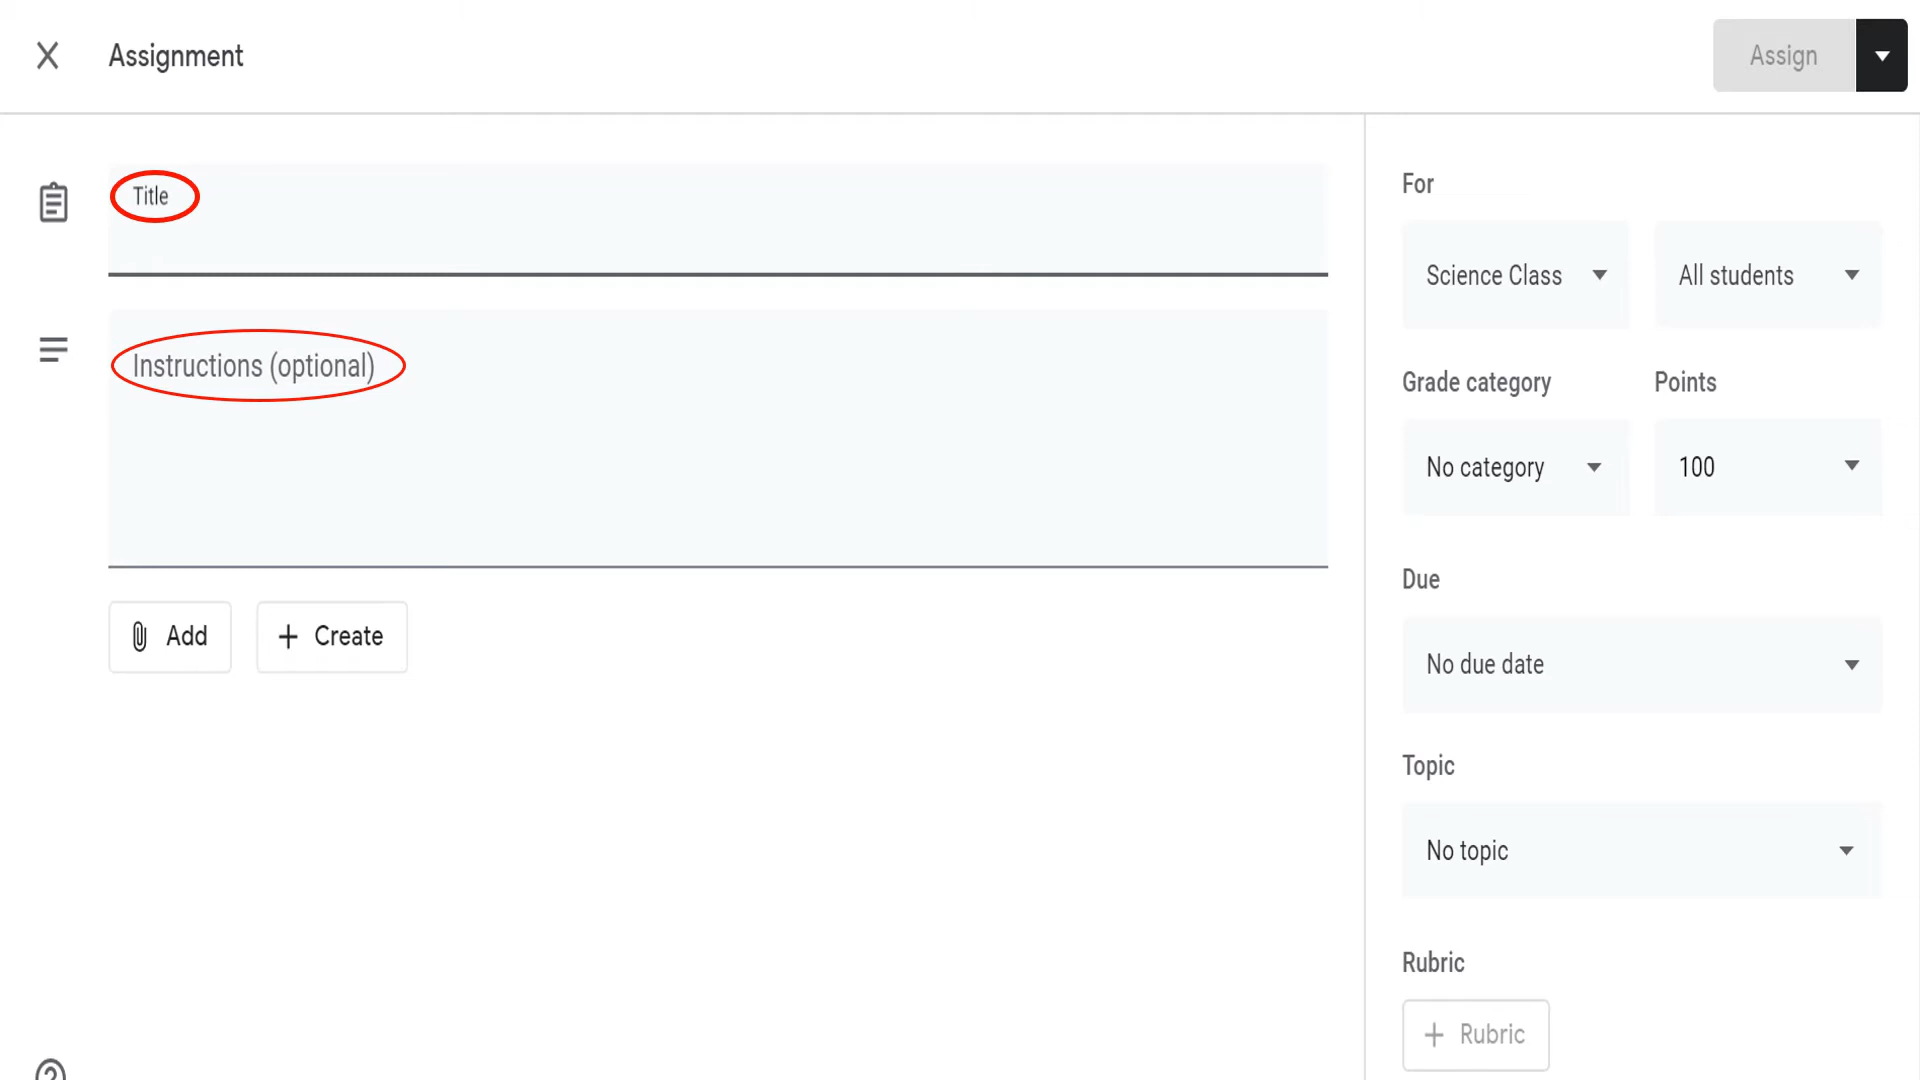 Assignment
Assign
Title
Instructions (optional)
Add
Create
For
Science Class
All students
Grade category
Points
No category
100
Due
No due date
Topic
No topic
Rubric
Rubric